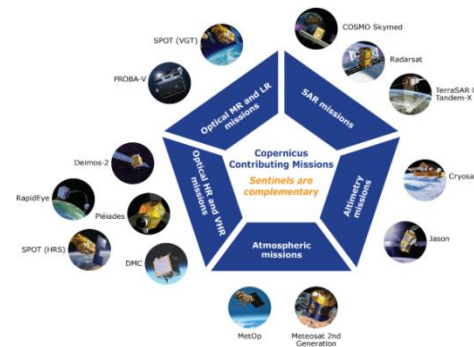 COSMO Skymed
SPOT (VGT)
Radarsat
PROBA-V
TerraSAR-X
Tandem-X
Optical MR and LR
missions
SAR missions
Deimos-2
Copernicus
Contributing Missions
Sentinels are
complementary
Optical HR and VHR
missions
Altimetry
missions
Cryosa
RapidEye
Pléiades
SPOT (HRS)
Jason
DMC
Atmospheric
missions
MetOp
Meteosat 2nd
Generation